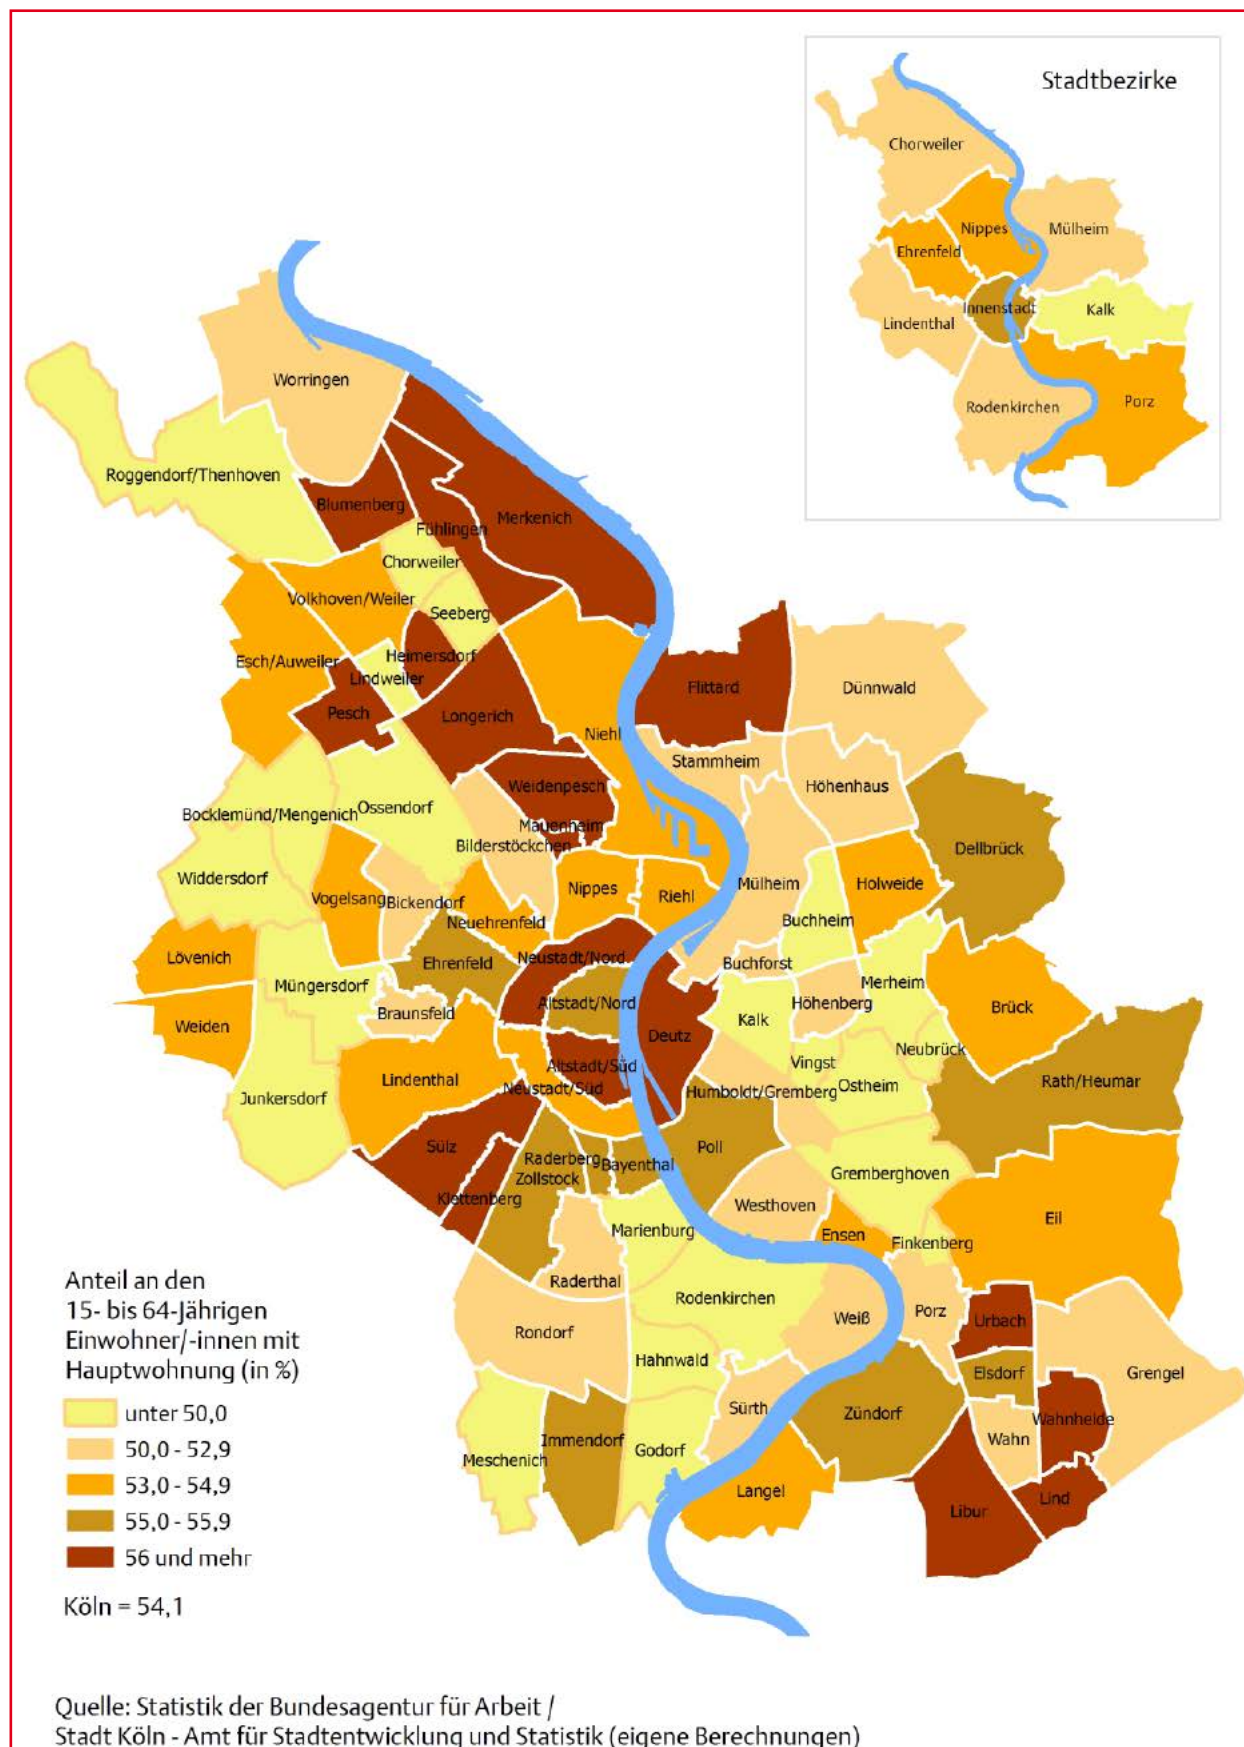 Stadtbezirke
Chorweiler
Nippes
Mülheim
Ehrenfeld
Innenstadt
Kalk
Lindenthal
Rodenkirchen
Porz
Worringen
Roggendorf/Thenhoven
Blumenberg
Merkenich
Fühlingen
Chorweiler
Volkhoven/Weiler
Seeberg
Esch/Auweiler
Heimersdorf
Lindweiler
Pesch
Longerich
Flittard
Dünnwald
Niehl
Stammheim
Höhenhaus
Weidenpesch
Bocklemünd/Mengenich
Ossendorf
Mauenheim
Bilderstöckchen
Dellbrück
Widdersdorf
Vogelsang
Bickendorf
Nippes
Riehl
Mülheim
Holweide
Neuehrenfeld
Buchheim
Lövenich
Ehrenfeld
Neustadt/Nord
Buchforst
Müngersdorf
Merheim
Altstadt/Nord
Höhenberg
Brück
Braunsfeld
Weiden
Deutz
Kalk
Vingst
Neubrück
Altstadt/Süd
Lindenthal
Neustadt/Süd
Humboldt/Gremberg
Ostheim
Rath/Heumar
Junkersdorf
Sülz
Poll
Raderberg
Bayenthal
Zollstock
Klettenberg
Gremberghoven
Westhoven
Marienburg
Ensen
Finkenberg
Eil
Raderthal
Rodenkirchen
Weiß
Porz
Urbach
Rondorf
Hahnwald
Elsdorf
Grengel
Sürth
Zündorf
Wahnheide
Immendorf
Godorf
Wahn
Meschenich
Langel
Libur
Lind
Anteil an den
15- bis 64-Jährigen
Einwohner/-innen mit
Hauptwohnung (in %)
unter 50,0
50,0 - 52,9
53,0 - 54,9
55,0 - 55,9
56 und mehr
Köln = 54,1
Quelle: Statistik der Bundesagentur für Arbeit /
Stadt Köln - Amt für Stadtentwicklung und Statistik (eigene Berechnungen)